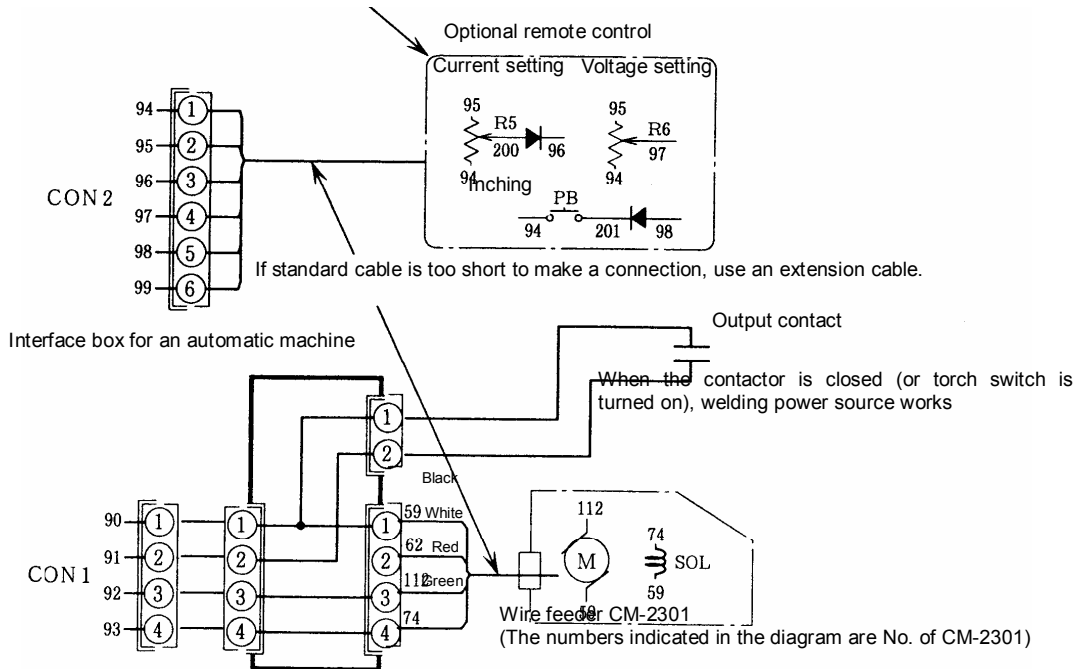 Optional remote control
Current setting Voltage setting
95 95
R5 R6
200 96 97
94 94
Inching
PB
94 201 98
CON2
94 1
95 2
96 3
97 4
98 5
99 6
If standard cable is too short to make a connection, use an extension cable.
Interface box for an automatic machine
Output contact
When the contactor is closed (or torch switch is
turned on), welding power source works
1
2
Black
CON1
90 1 1 1 59 White
91 2 2 2 62 Red
92 3 3 3 112 Green
93 4 4 4 74
112
M
59
74
SOL
59
Wire feeder CM-2301
(The numbers indicated in the diagram are No. of CM-2301)